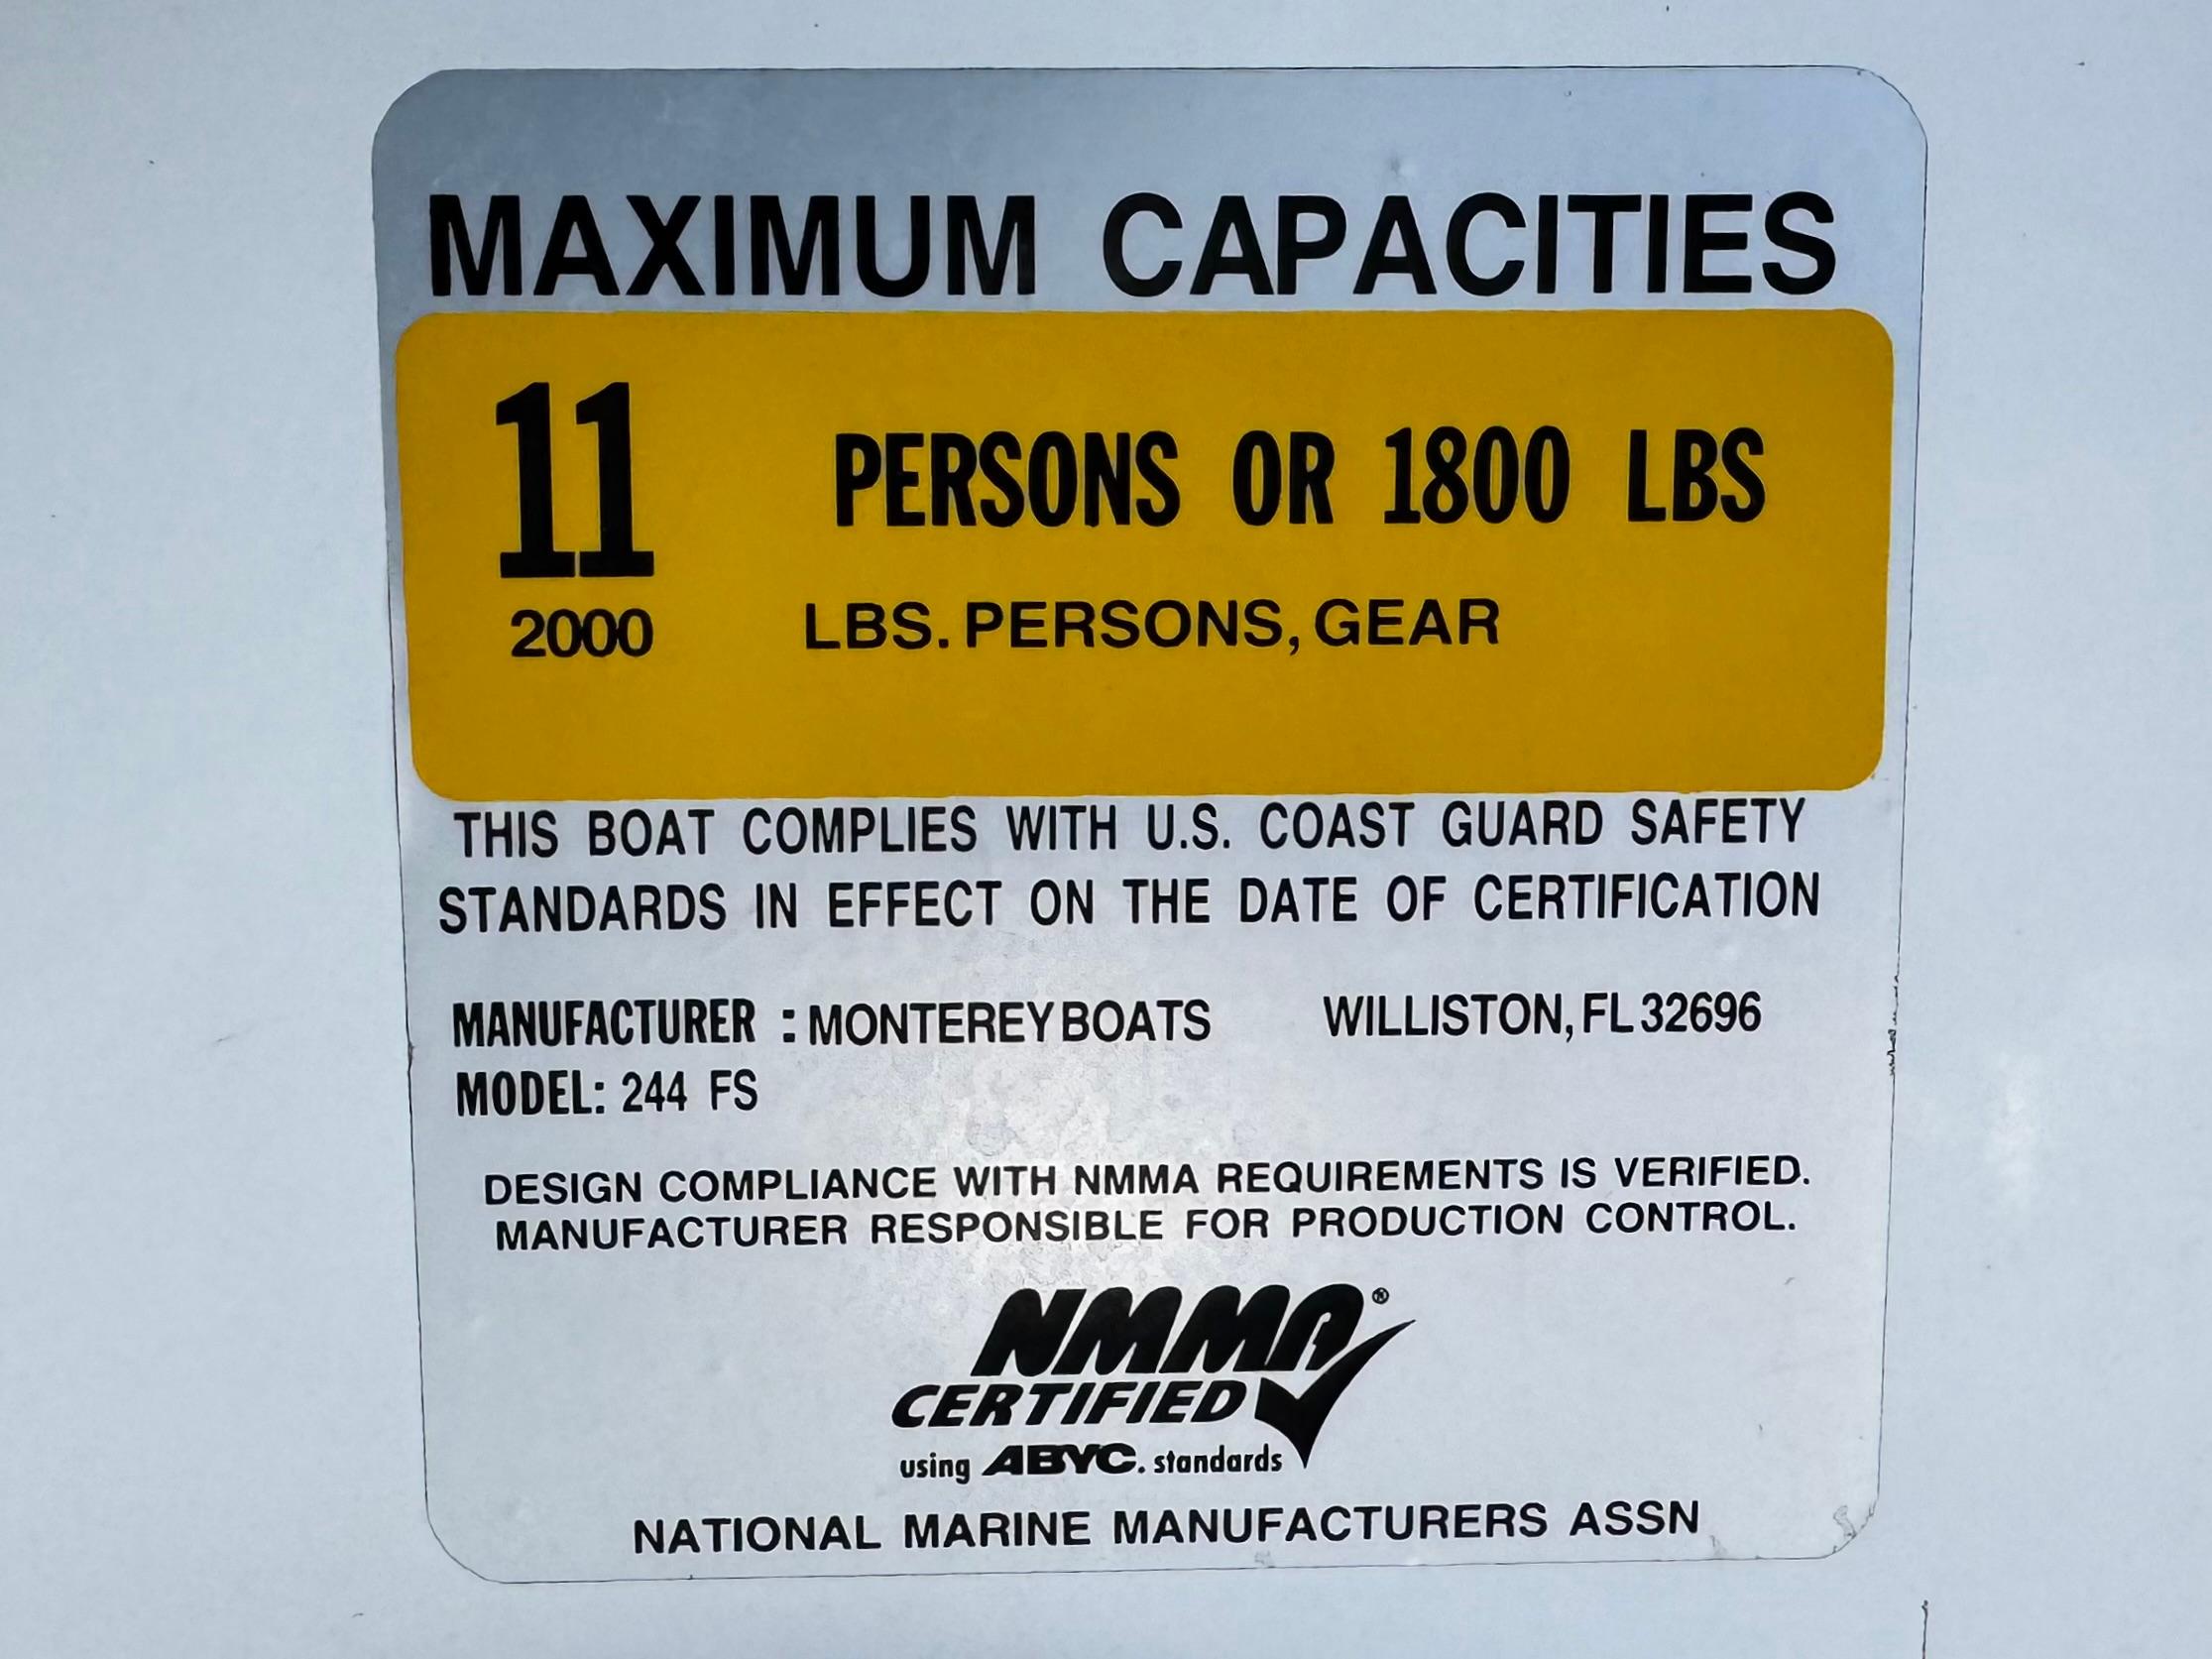 MAXIMUM CAPACITIES
11 PERSONS OR 1800 LBS
2000 LBS. PERSONS, GEAR
THIS BOAT COMPLIES WITH U.S. COAST GUARD SAFETY
STANDARDS IN EFFECT ON THE DATE OF CERTIFICATION
MANUFACTURER : MONTEREY BOATS WILLISTON, FL 32696
MODEL: 244 FS
DESIGN COMPLIANCE WITH NMMA REQUIREMENTS IS VERIFIED.
MANUFACTURER RESPONSIBLE FOR PRODUCTION CONTROL.
NMMA®
CERTIFIED
using ABYC. standards
NATIONAL MARINE MANUFACTURERS ASSN